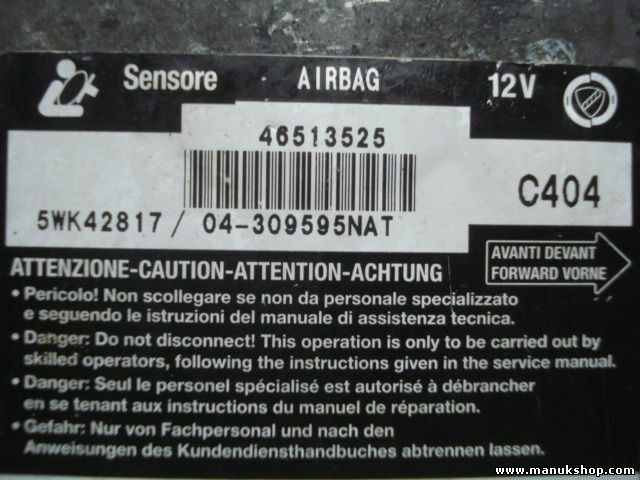 Sensore AIRBAG 12V
46513525
C404
5WK42817 / 04-309595NAT
AVANTI DEVANT
FORWARD VORNE
ATTENZIONE-CAUTION-ATTENTION-ACHTUNG
• Pericolo! Non scollegare se non da personale specializzato
e seguendo le istruzioni del manuale di assistenza tecnica.
• Danger: Do not disconnect! This operation is only to be carried out by
skilled operators, following the instructions given in the service manual.
• Danger: Seul le personel spécialisé est autorisé à débrancher
en se tenant aux instructions du manuel de réparation.
• Gefahr: Nur von Fachpersonal und nach den
Anweisungen des Kundendiensthandbuches abtrennen lassen.
www.manukshop.com